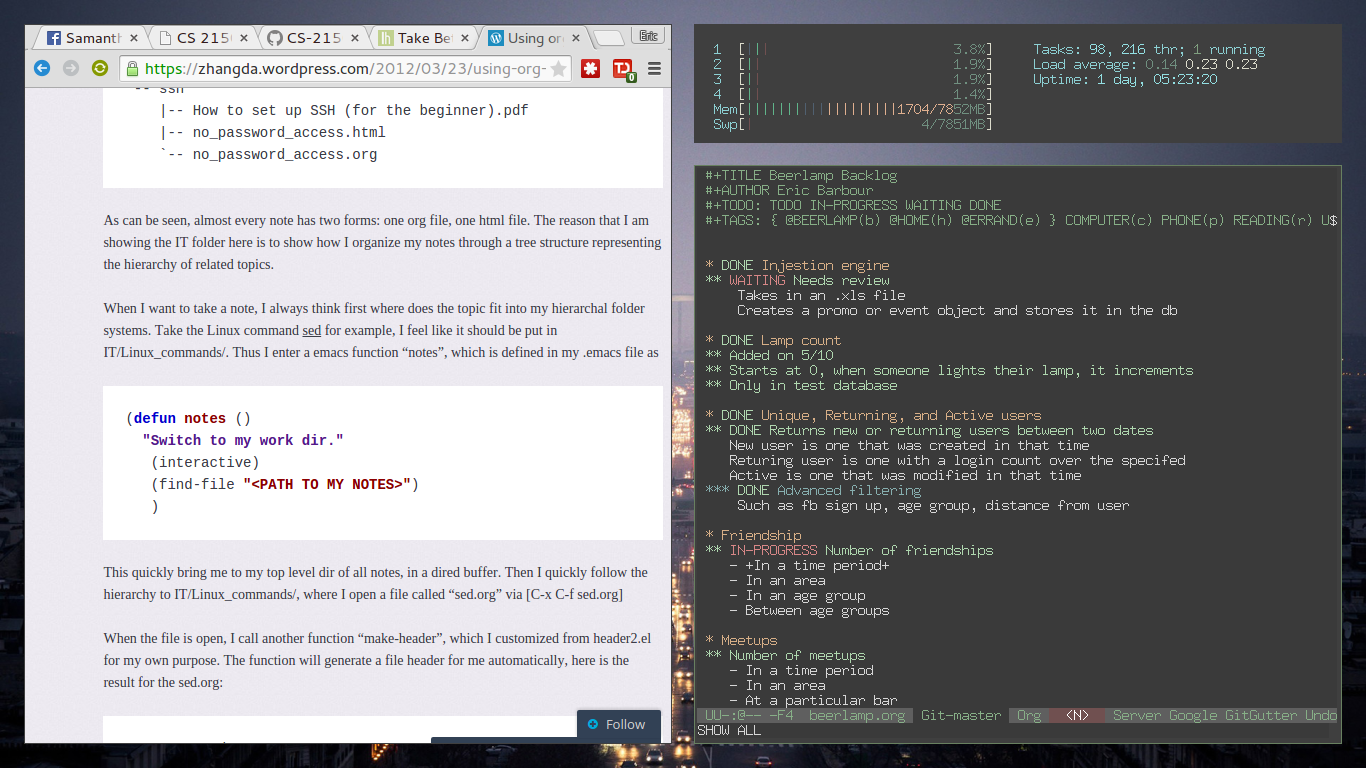 Samanth
CS 215
CS-215
Take Be
Using or
Eric
https://zhangda.wordpress.com/2012/03/23/using-org-
0
`-- ssh
|-- How to set up SSH (for the beginner).pdf
|-- no_password_access.html
`-- no_password_access.org
As can be seen, almost every note has two forms: one org file, one html file. The reason that I am
showing the IT folder here is to show how I organize my notes through a tree structure representing
the hierarchy of related topics.
When I want to take a note, I always think first where does the topic fit into my hierarchal folder
systems. Take the Linux command sed for example, I feel like it should be put in
IT/Linux_commands/. Thus I enter a emacs function “notes”, which is defined in my .emacs file as
(defun notes ()
"Switch to my work dir."
(interactive)
(find-file "<PATH TO MY NOTES>")
)
This quickly bring me to my top level dir of all notes, in a dired buffer. Then I quickly follow the
hierarchy to IT/Linux_commands/, where I open a file called “sed.org” via [C-x C-f sed.org]
When the file is open, I call another function “make-header”, which I customized from header2.el
for my own purpose. The function will generate a file header for me automatically, here is the
result for the sed.org:
Follow
1 [||| 3.8%] Tasks: 98, 216 thr; 1 running
2 [|| 1.9%] Load average: 0.14 0.23 0.23
3 [|| 1.9%] Uptime: 1 day, 05:23:20
4 [|| 1.4%]
Mem[|||||||||||||||||||1704/7852MB]
Swp[| 4/7851MB]
#+TITLE Beerlamp Backlog
#+AUTHOR Eric Barbour
#+TODO: TODO IN-PROGRESS WAITING DONE
#+TAGS: { @BEERLAMP(b) @HOME(h) @ERRAND(e) } COMPUTER(c) PHONE(p) READING(r) U$
* DONE Injestion engine
** WAITING Needs review
Takes in an .xls file
Creates a promo or event object and stores it in the db
* DONE Lamp count
** Added on 5/10
** Starts at 0, when someone lights their lamp, it increments
** Only in test database
* DONE Unique, Returning, and Active users
** DONE Returns new or returning users between two dates
New user is one that was created in that time
Returing user is one with a login count over the specifed
Active is one that was modified in that time
*** DONE Advanced filtering
Such as fb sign up, age group, distance from user
* Friendship
** IN-PROGRESS Number of friendships
- +In a time period+
- In an area
- In an age group
- Between age groups
* Meetups
** Number of meetups
- In a time period
- In an area
- At a particular bar
UU-:@-- -F4 beerlamp.org Git-master Org <N> Server Google GitGutter Undo
SHOW ALL